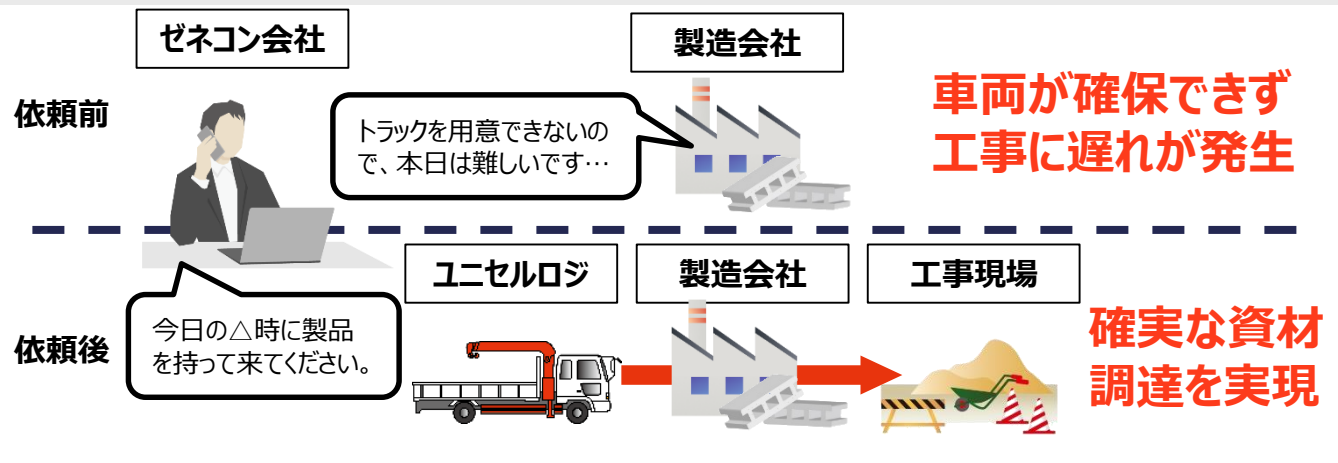 ゼネコン会社
製造会社
依頼前
トラックを用意できないの
で、本日は難しいです…
車両が確保できず
工事に遅れが発生
ユニセルロジ
製造会社
工事現場
依頼後
今日の△時に製品
を持って来てください。
確実な資材
調達を実現